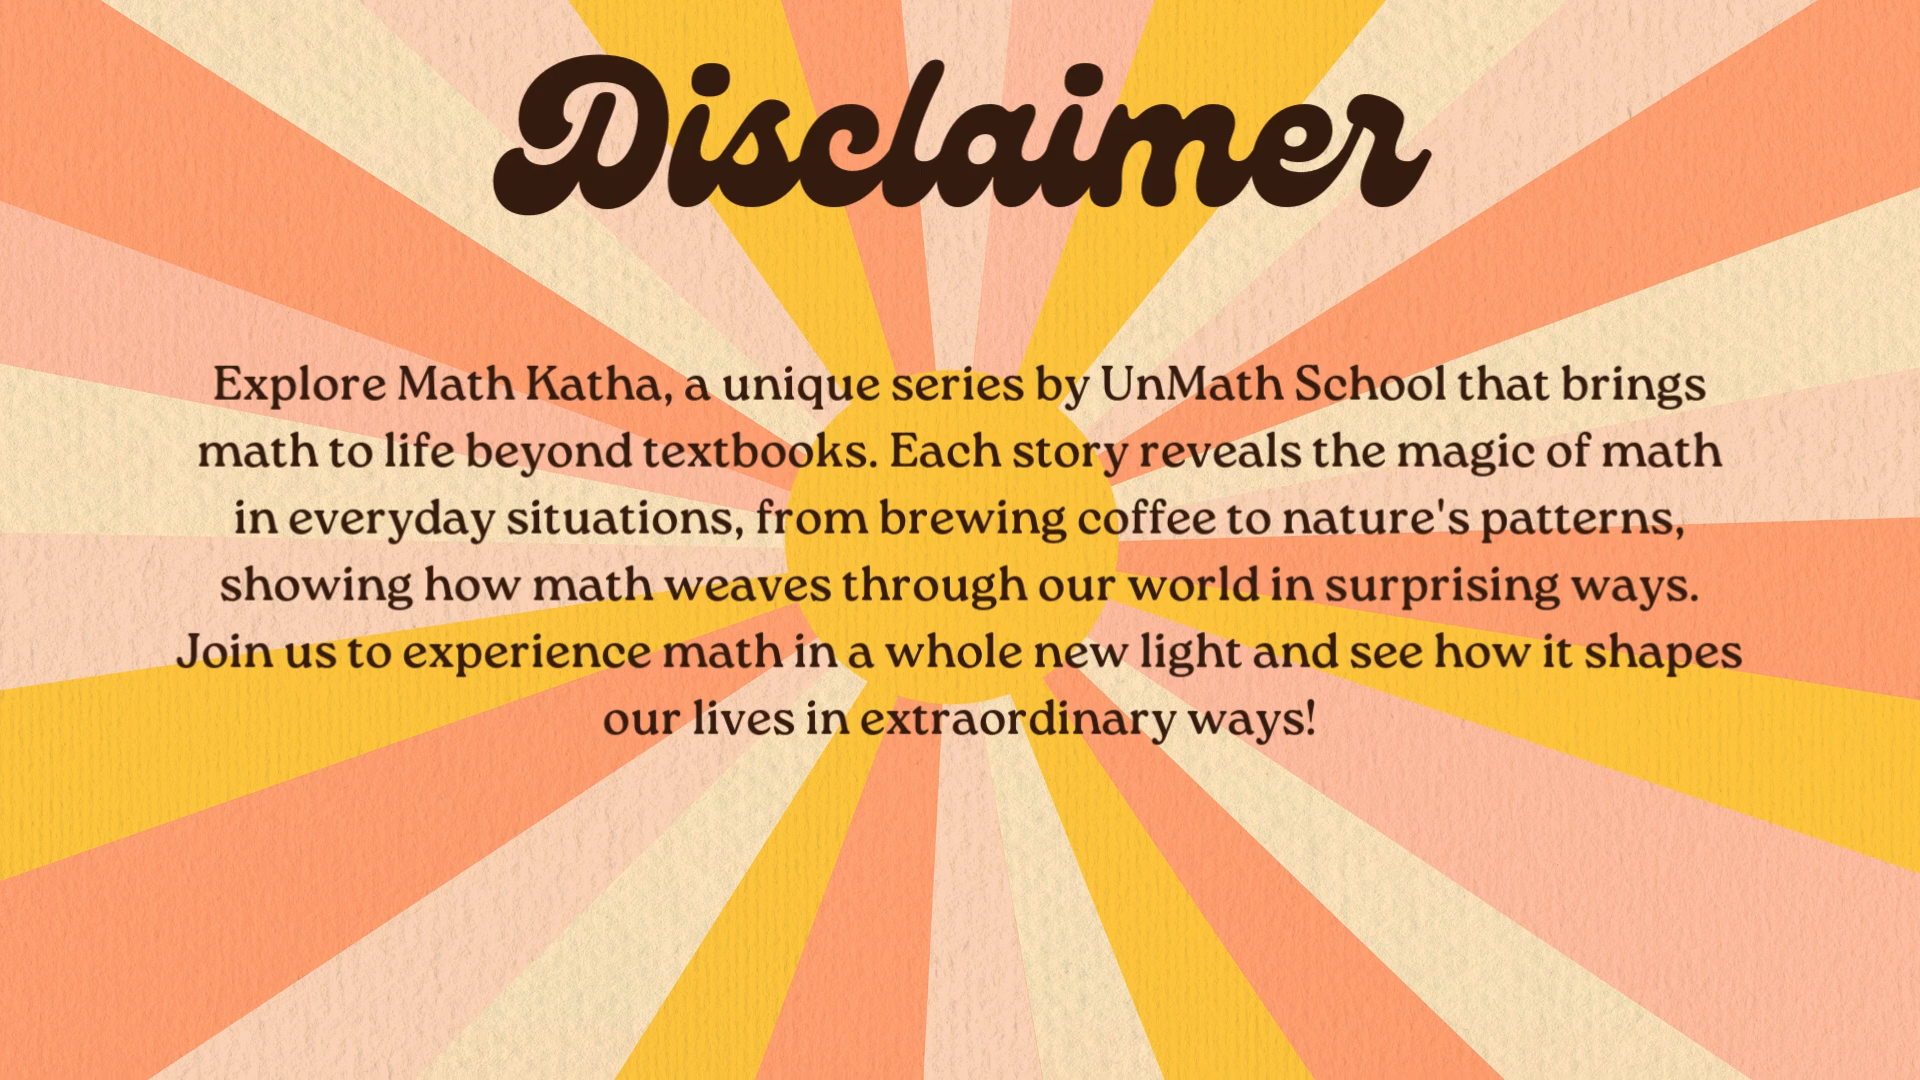 Disclaimer
Explore Math Katha, a unique series by UnMath School that brings
math to life beyond textbooks. Each story reveals the magic of math
in everyday situations, from brewing coffee to nature's patterns,
showing how math weaves through our world in surprising ways.
Join us to experience math in a whole new light and see how it shapes
our lives in extraordinary ways!